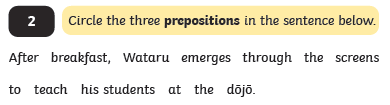 2 Circle the three prepositions in the sentence below.
After breakfast, Wataru emerges through the screens
to teach his students at the dōjō.